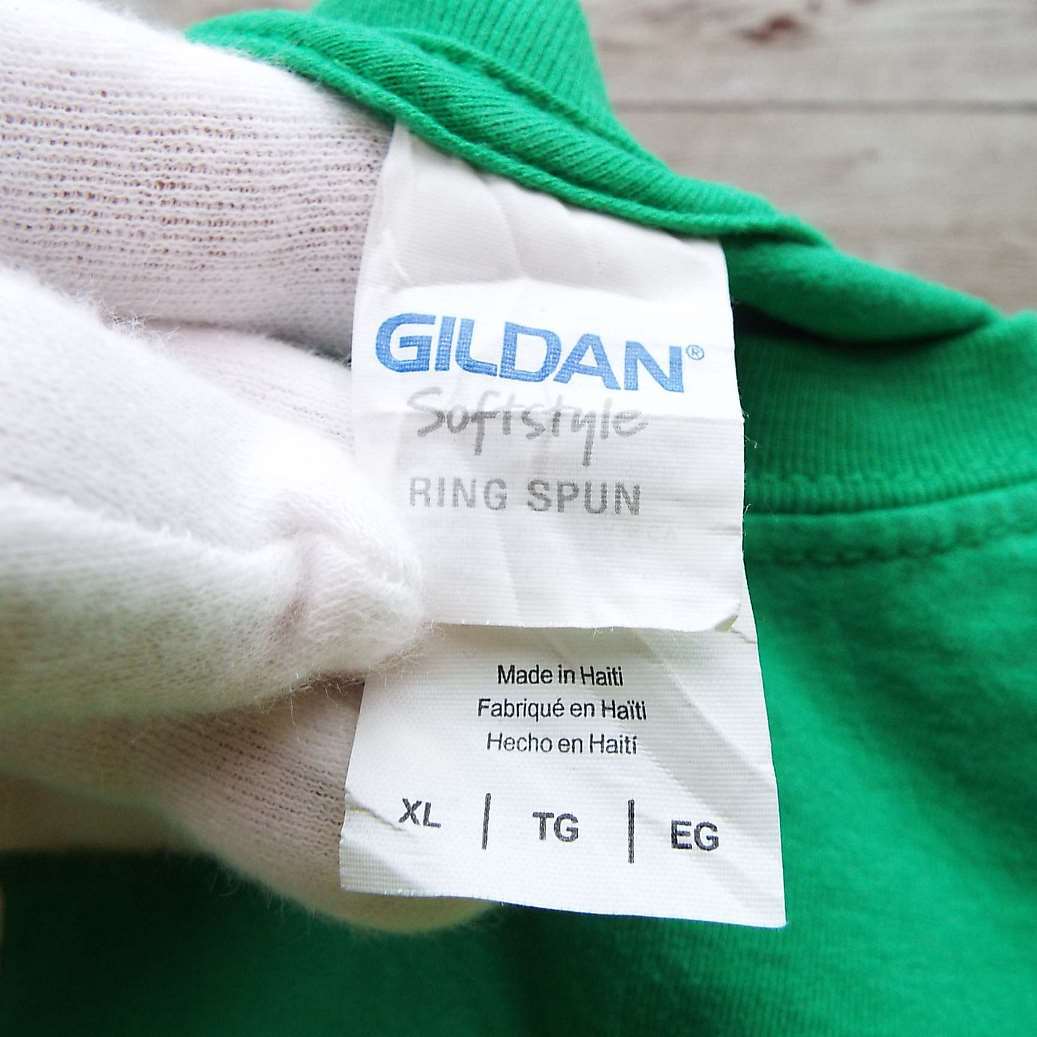 GILDAN®
Softstyle
RING SPUN
Made in Haiti
Fabriqué en Haïti
Hecho en Haití
XL | TG | EG